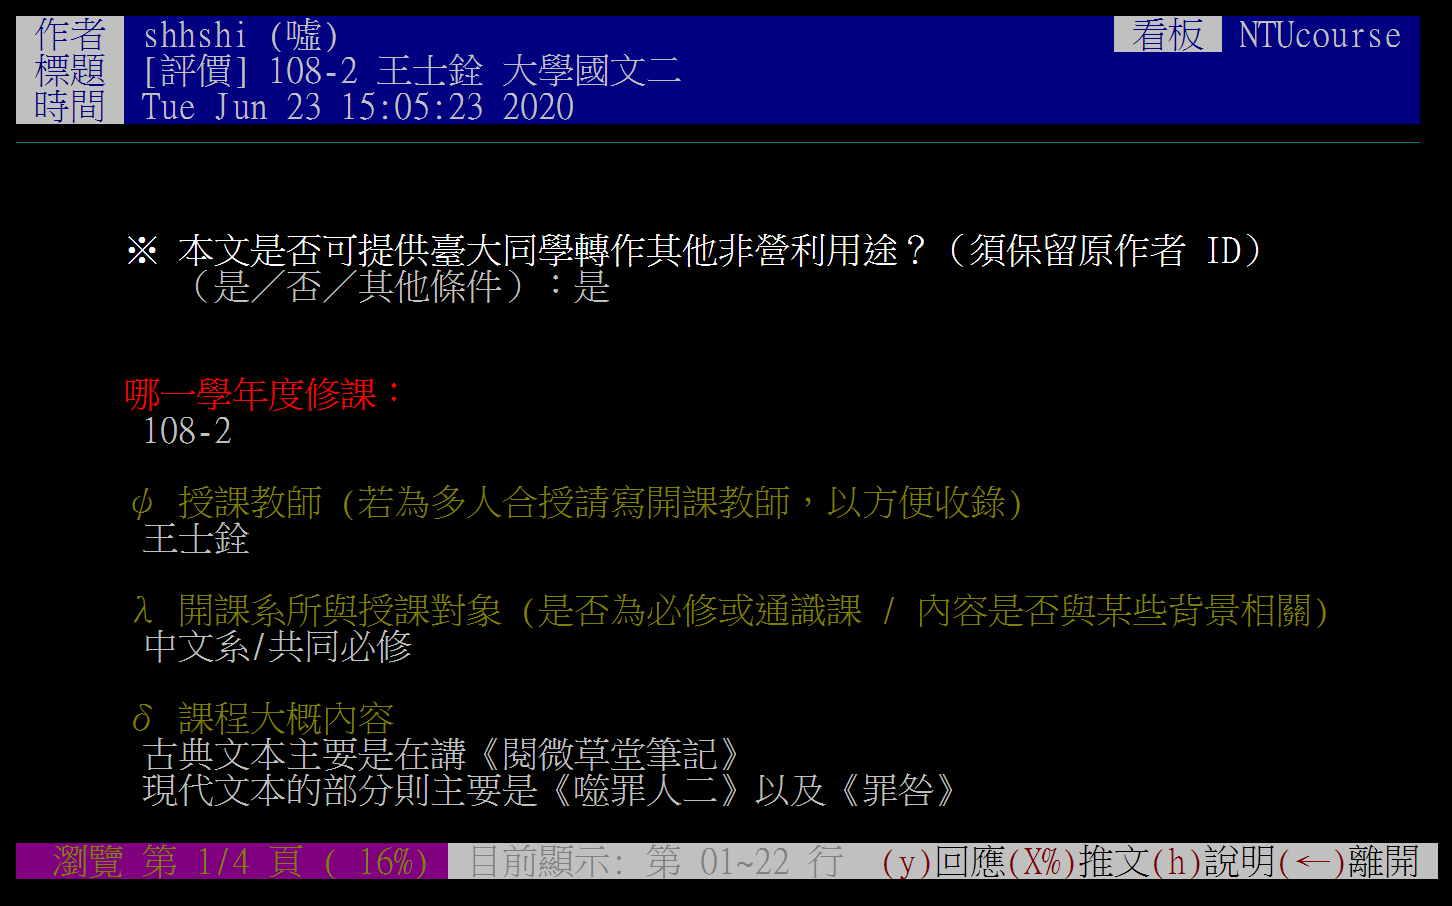 作者 shhshi (噓) 看板 NTUcourse
標題 [評價] 108-2 王士銓 大學國文二
時間 Tue Jun 23 15:05:23 2020
※ 本文是否可提供臺大同學轉作其他非營利用途？（須保留原作者 ID）
（是／否／其他條件）：是
哪一學年度修課：
108-2
ψ 授課教師 (若為多人合授請寫開課教師，以方便收錄)
王士銓
λ 開課系所與授課對象 (是否為必修或通識課 / 內容是否與某些背景相關)
中文系/共同必修
δ 課程大概內容
古典文本主要是在講《閱微草堂筆記》
現代文本的部分則主要是《噬罪人二》以及《罪咎》
瀏覽 第 1/4 頁 ( 16%) 目前顯示: 第 01~22 行 (y)回應(X%)推文(h)說明(←)離開